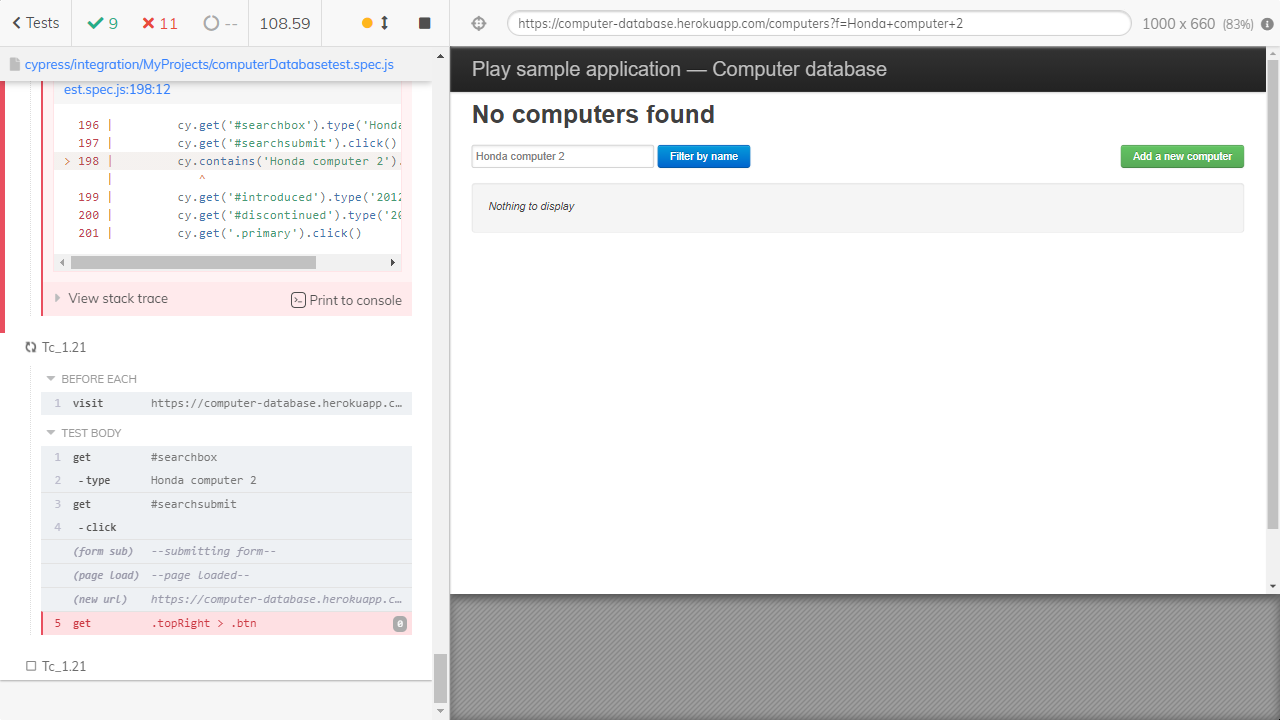 Tests 9 11 -- 108.59
https://computer-database.herokuapp.com/computers?f=Honda+computer+2 1000 x 660 (83%)
cypress/integration/MyProjects/computerDatabasetest.spec.js
est.spec.js:198:12
196 | cy.get('#searchbox').type('Honda
197 | cy.get('#searchsubmit').click()
> 198 | cy.contains('Honda computer 2').
| ^
199 | cy.get('#introduced').type('2012
200 | cy.get('#discontinued').type('20
201 | cy.get('.primary').click()
View stack trace Print to console
Tc_1.21
BEFORE EACH
1 visit https://computer-database.herokuapp.c…
TEST BODY
1 get #searchbox
2 -type Honda computer 2
3 get #searchsubmit
4 -click
(form sub) --submitting form--
(page load) --page loaded--
(new url) https://computer-database.herokuapp.c…
5 get .topRight > .btn 0
Tc_1.21
Play sample application — Computer database
No computers found
Honda computer 2 Filter by name Add a new computer
Nothing to display